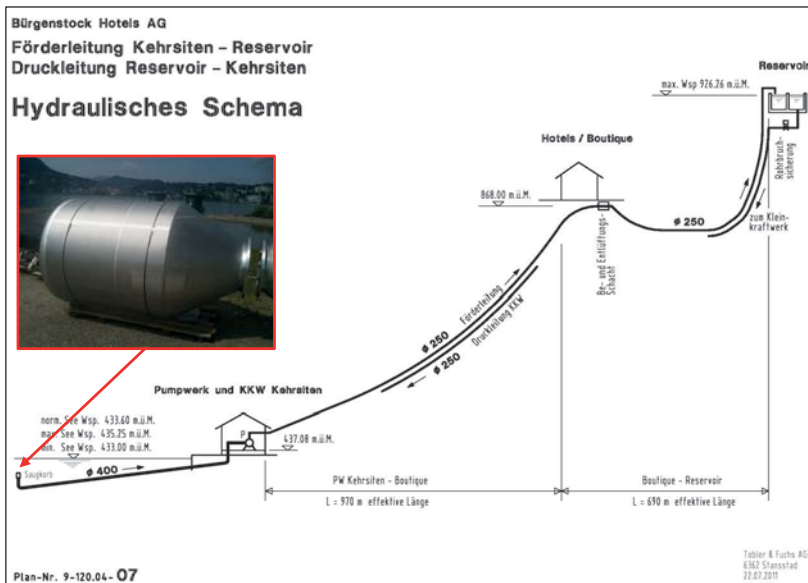 Bürgenstock Hotels AG
Förderleitung Kehrsiten – Reservoir
Druckleitung Reservoir – Kehrsiten
Hydraulisches Schema
Reservoir
max. Wsp 926.26 m.ü.M.
Hotels / Boutique
868.00 m.ü.M.
Rohrbruch-
sicherung
zum Klein-
kraftwerk
ø 250
Be- und Entlüftungs-
Schacht
Förderleitung
Druckleitung KKW
ø 250
ø 250
Pumpwerk und KKW Kehrsiten
norm. See Wsp. 433.60 m.ü.M.
max. See Wsp. 435.25 m.ü.M.
min. See Wsp. 433.00 m.ü.M.
P
437.08 m.ü.M.
Saugkorb
ø 400
PW Kehrsiten - Boutique
L = 970 m effektive Länge
Boutique - Reservoir
L = 690 m effektive Länge
Plan-Nr. 9-120.04- 07
Tobler & Fuchs AG
6362 Stansstad
22.07.2011